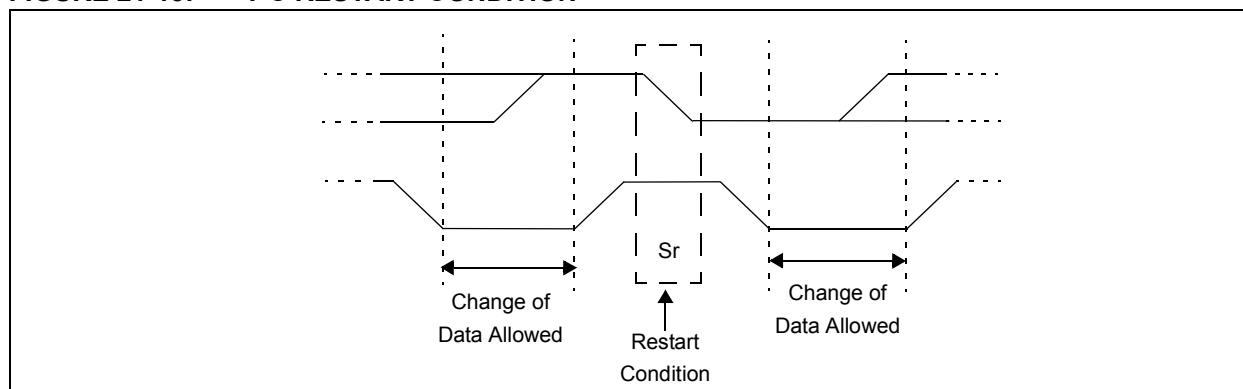 Sr
Change of
Data Allowed
Restart
Condition
Change of
Data Allowed